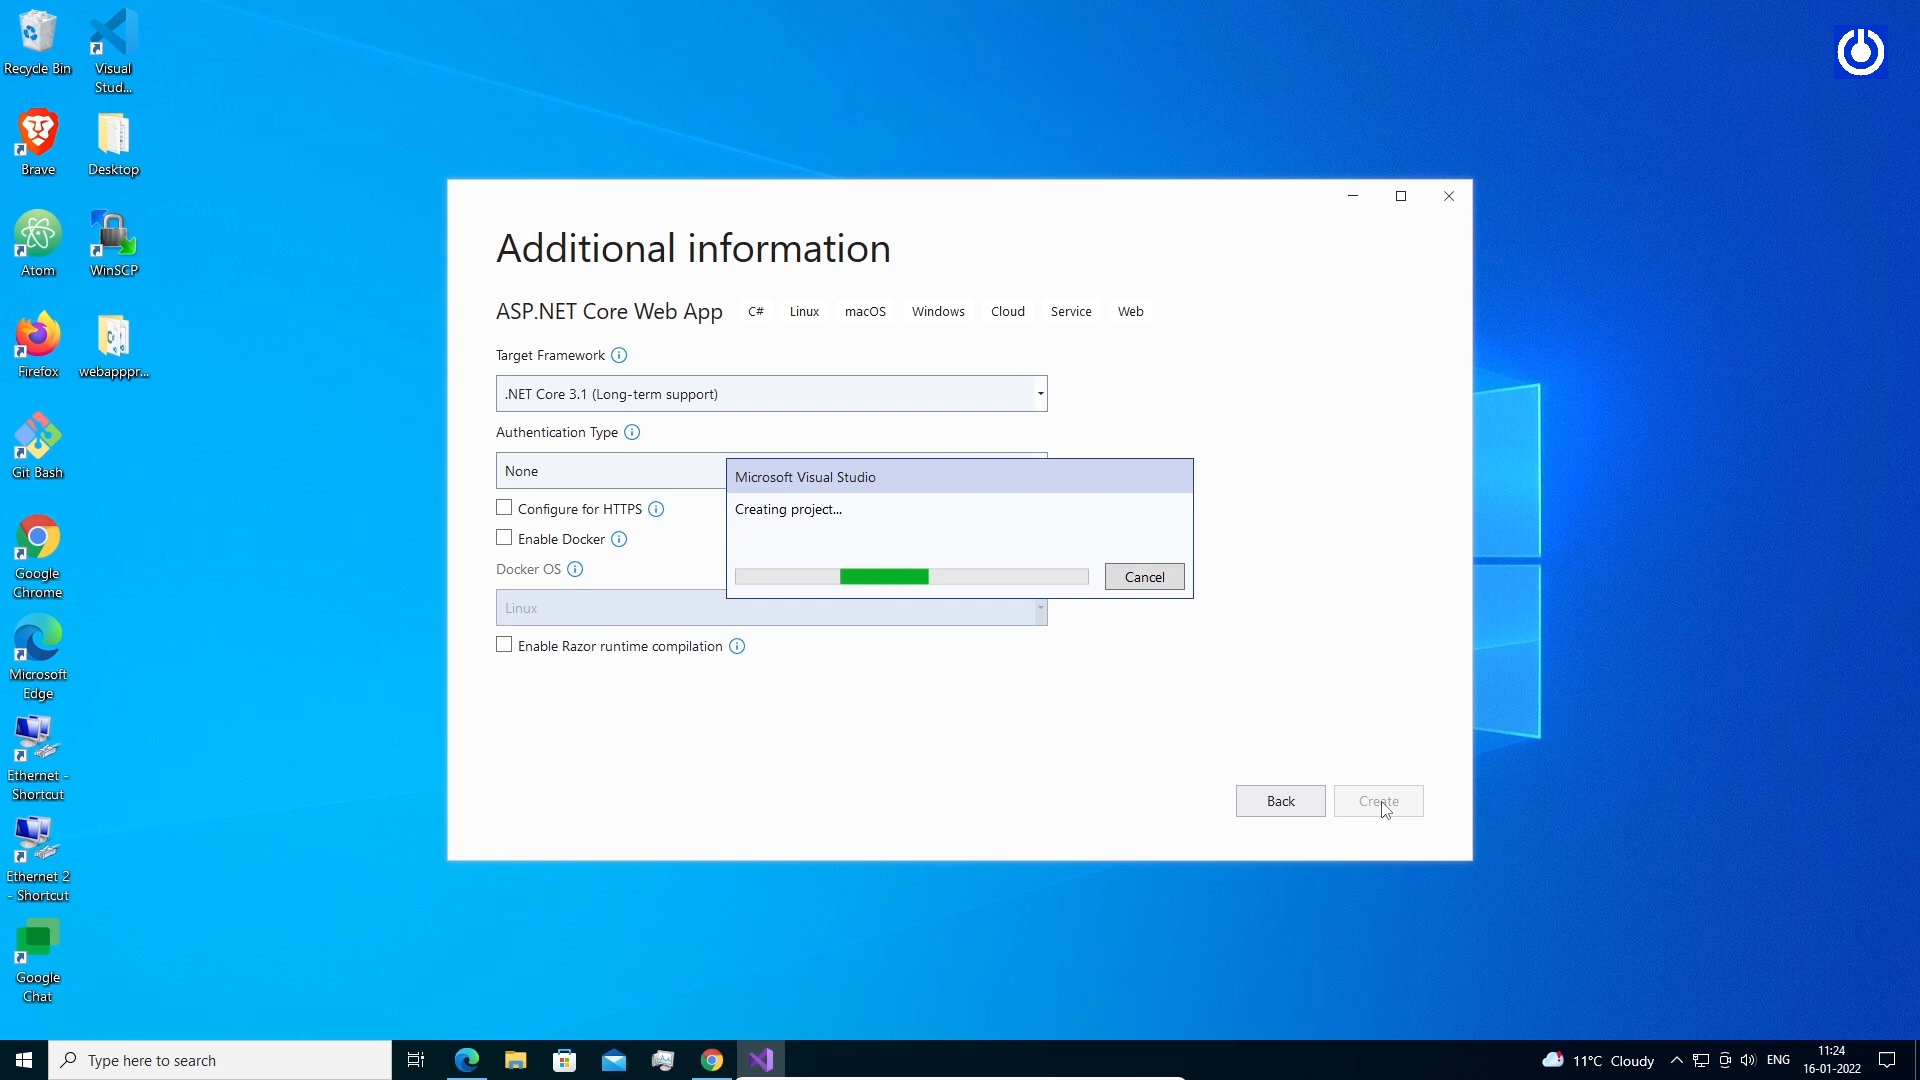 Recycle Bin
Visual
Stud...
Brave
Desktop
Atom
WinSCP
Firefox
webapppr...
Git Bash
Google
Chrome
Microsoft
Edge
Ethernet -
Shortcut
Ethernet 2
- Shortcut
Google
Chat
Additional information
ASP.NET Core Web App C# Linux macOS Windows Cloud Service Web
Target Framework
.NET Core 3.1 (Long-term support)
Authentication Type
None
Configure for HTTPS
Enable Docker
Docker OS
Linux
Enable Razor runtime compilation
Microsoft Visual Studio
Creating project...
Cancel
Back
Create
Type here to search
11°C Cloudy
ENG
11:24
16-01-2022